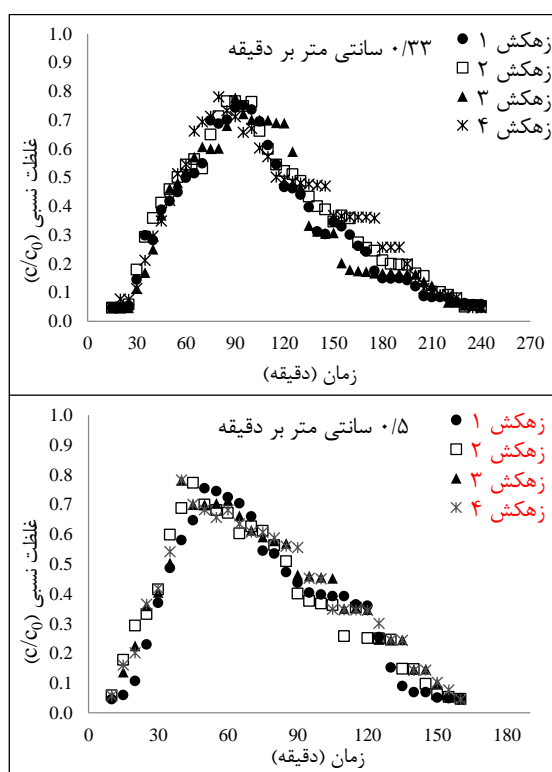 ۰/۳۳ سانتی متر بر دقیقه
زهکش ۱
زهکش ۲
زهکش ۳
زهکش ۴
غلظت نسبی (c/c₀)
1.0
0.9
0.8
0.7
0.6
0.5
0.4
0.3
0.2
0.1
0.0
0 30 60 90 120 150 180 210 240 270
زمان (دقیقه)
۰/۵ سانتی متر بر دقیقه
زهکش ۱
زهکش ۲
زهکش ۳
زهکش ۴
غلظت نسبی (c/c₀)
1.0
0.9
0.8
0.7
0.6
0.5
0.4
0.3
0.2
0.1
0.0
0 30 60 90 120 150 180
زمان (دقیقه)